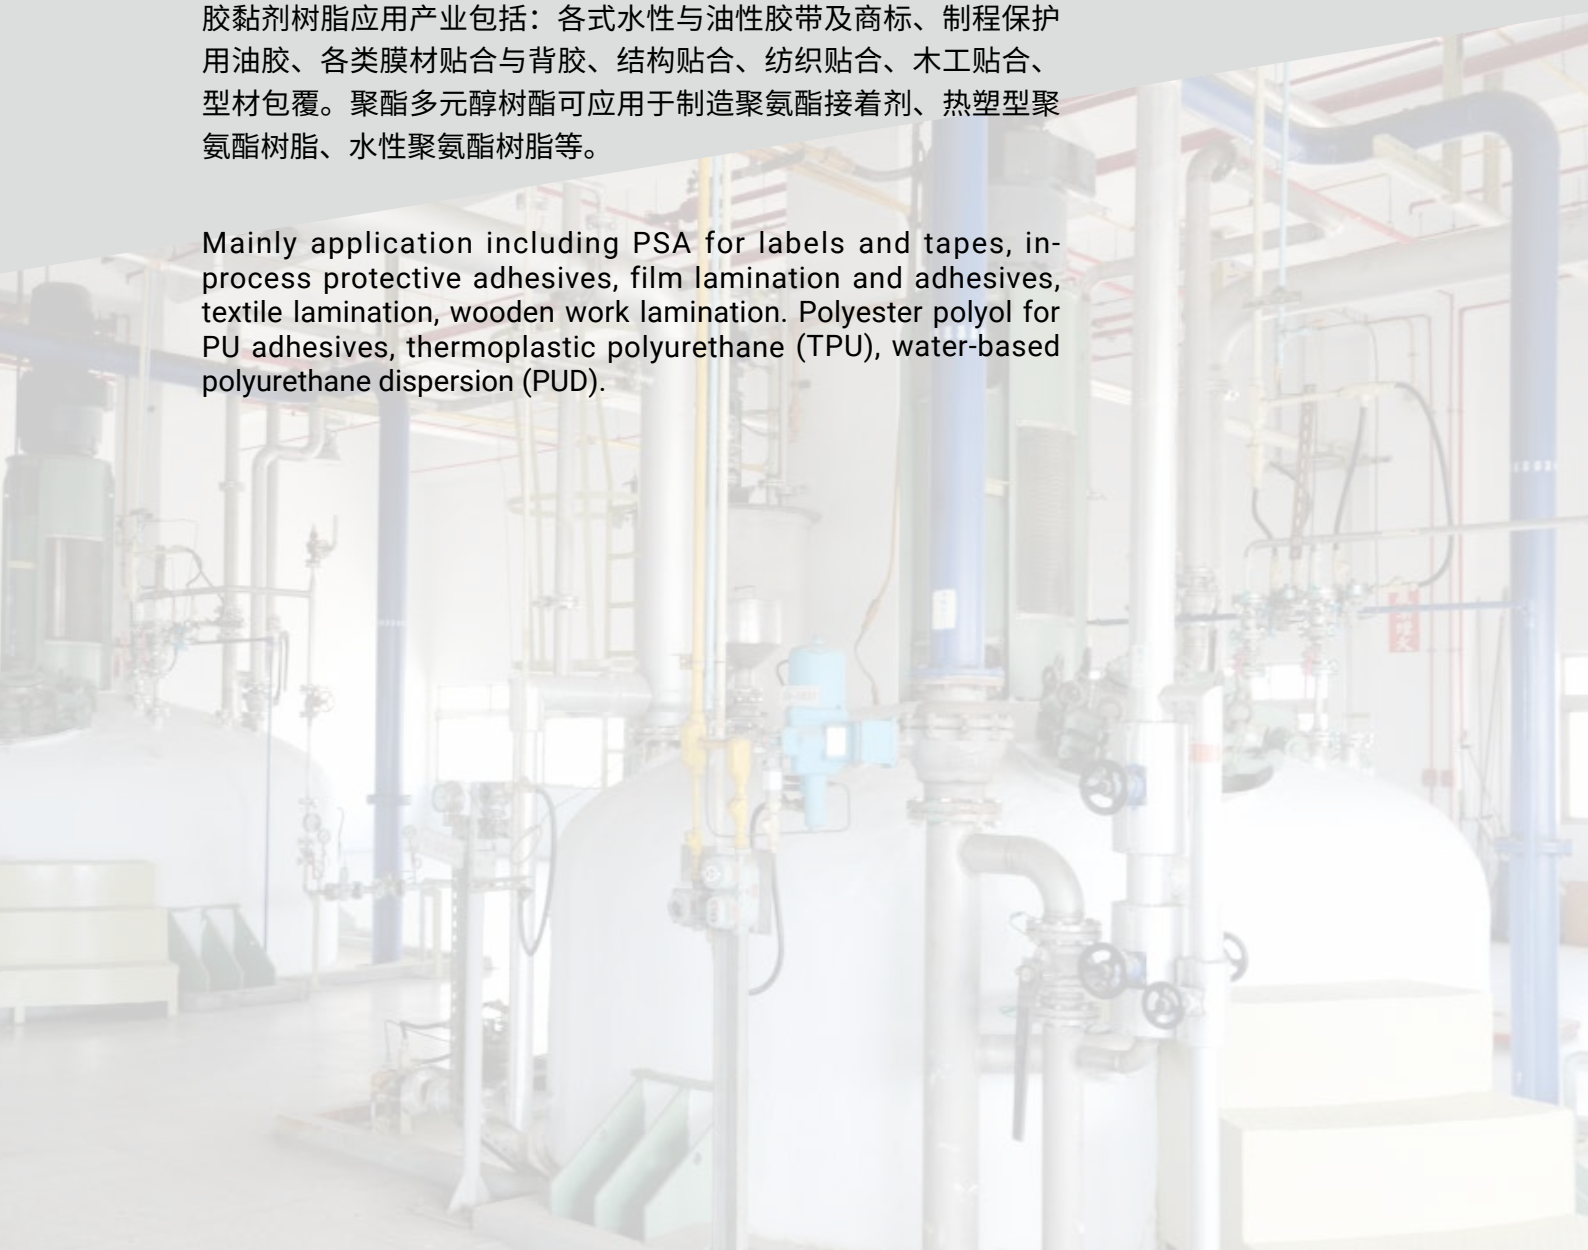 胶黏剂树脂应用产业包括：各式水性与油性胶带及商标、制程保护
用油胶、各类膜材贴合与背胶、结构贴合、纺织贴合、木工贴合、
型材包覆。聚酯多元醇树酯可应用于制造聚氨酯接着剂、热塑型聚
氨酯树脂、水性聚氨酯树脂等。
Mainly application including PSA for labels and tapes, in-
process protective adhesives, film lamination and adhesives,
textile lamination, wooden work lamination. Polyester polyol for
PU adhesives, thermoplastic polyurethane (TPU), water-based
polyurethane dispersion (PUD).